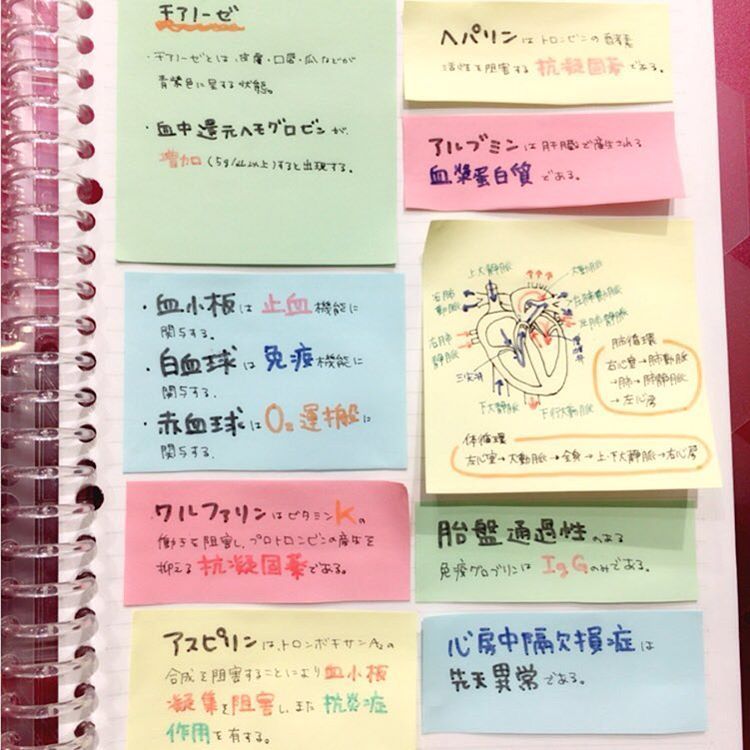 チアノーゼ
・チアノーゼとは、皮膚・口唇・爪などが
青紫色に呈する状態。
・血中還元ヘモグロビンが、
増加(5g/dL以上)すると出現する。
・血小板は止血機能に
関与する.
・白血球は免疫機能に
関与する.
・赤血球はO₂運搬に
関与する.
・ワルファリンはビタミンKの
働きを阻害し、プロトロンビンの産生を
抑える抗凝固薬である。
アスピリンは、トロンボキサンA₂の
合成を阻害することにより血小板
凝集を阻害し、また抗炎症
作用を有する。
ヘパリンはトロンビンの酵素
活性を阻害する抗凝固薬である。
アルブミンは肝臓で産生される
血漿蛋白質である。
上大静脈
大動脈
右肺
動脈
左肺動脈
右肺
静脈
左肺静脈
三尖弁
僧帽弁
下大静脈
下行大動脈
肺循環
右心室→肺動脈
→肺→肺静脈
→左心房
体循環
左心室→大動脈→全身→上・下大静脈→右心房
胎盤通過性のある
免疫グロブリンはIgGのみである。
心房中隔欠損症は
先天異常である。